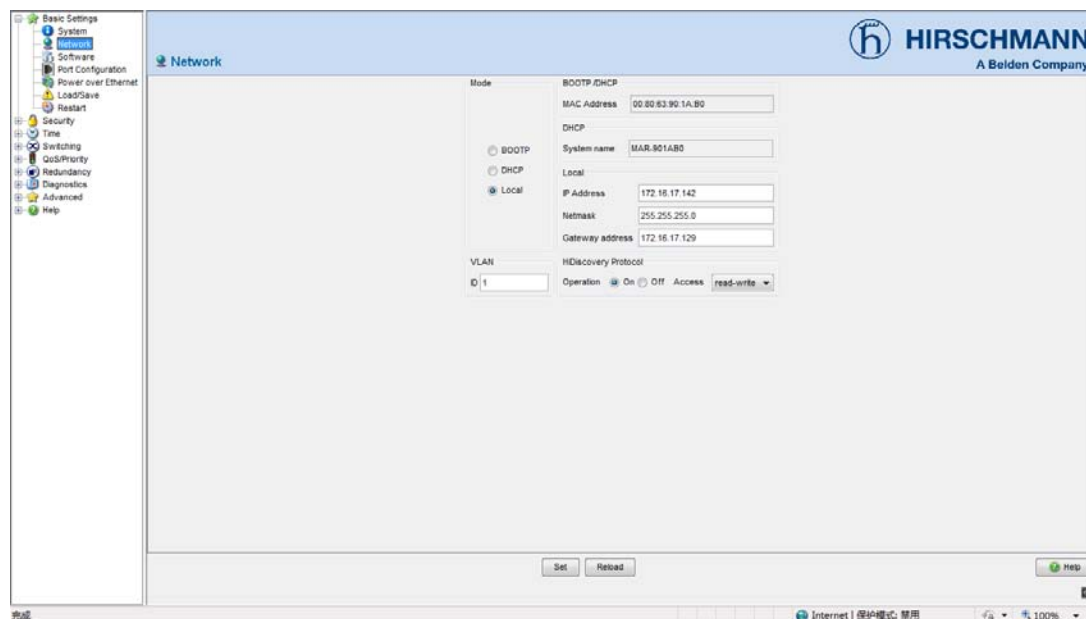 Basic Settings
System
Network
Software
Port Configuration
Power over Ethernet
Load/Save
Restart
Security
Time
Switching
QoS/Priority
Redundancy
Diagnostics
Advanced
Help
Network
HIRSCHMANN
A Belden Company
Mode
BOOTP
DHCP
Local
BOOTP/DHCP
MAC Address 00:80:63:90:1A:B0
DHCP
System name MAR-901AB0
Local
IP Address 172.16.17.142
Netmask 255.255.255.0
Gateway address 172.16.17.129
VLAN
ID 1
HiDiscovery Protocol
Operation On Off Access read-write
Set Reload
Help
完成
Internet | 保护模式: 禁用
100%